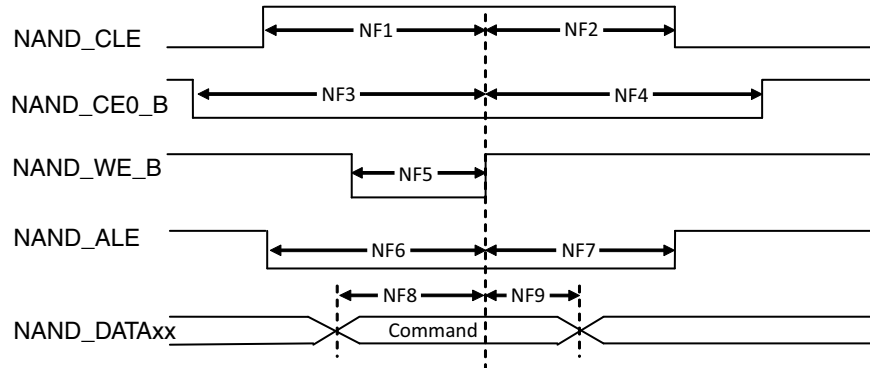 NAND_CLE
NF1
NF2
NAND_CE0_B
NF3
NF4
NAND_WE_B
NF5
NAND_ALE
NF6
NF7
NF8
NF9
NAND_DATAxx
Command